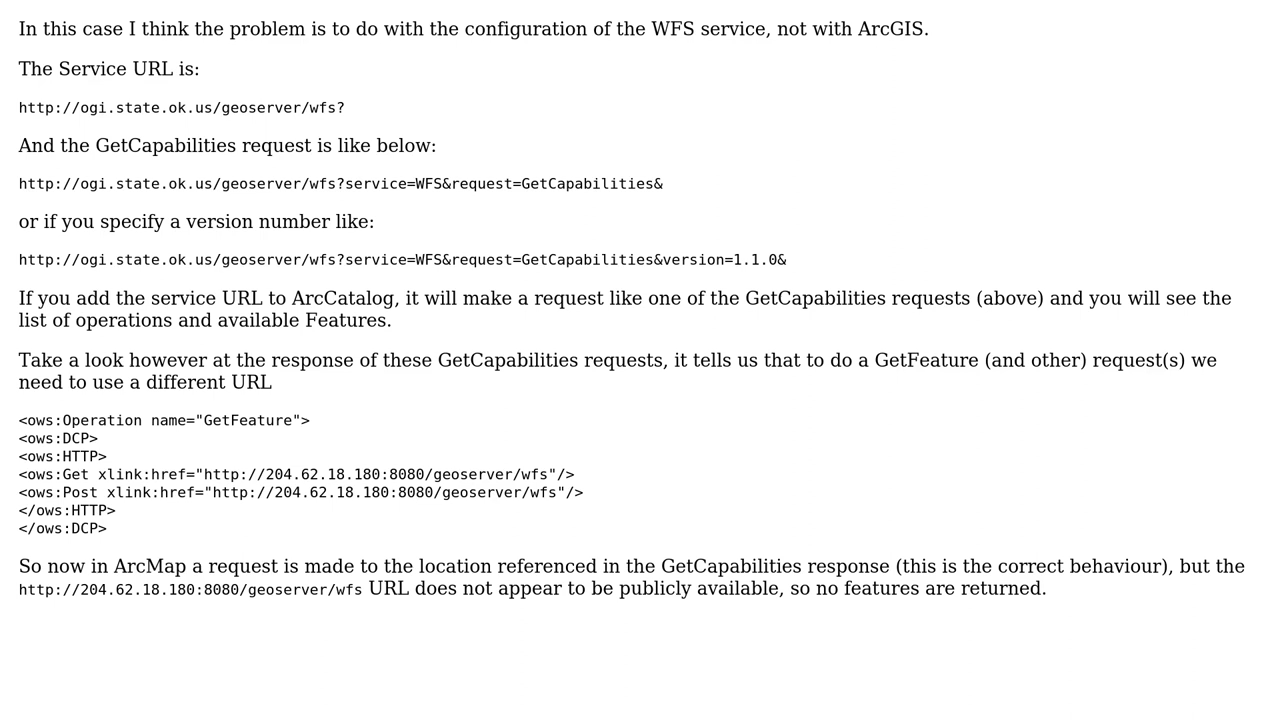 In this case I think the problem is to do with the configuration of the WFS service, not with ArcGIS.
The Service URL is:
http://ogi.state.ok.us/geoserver/wfs?
And the GetCapabilities request is like below:
http://ogi.state.ok.us/geoserver/wfs?service=WFS&request=GetCapabilities&
or if you specify a version number like:
http://ogi.state.ok.us/geoserver/wfs?service=WFS&request=GetCapabilities&version=1.1.0&
If you add the service URL to ArcCatalog, it will make a request like one of the GetCapabilities requests (above) and you will see the
list of operations and available Features.
Take a look however at the response of these GetCapabilities requests, it tells us that to do a GetFeature (and other) request(s) we
need to use a different URL
<ows:Operation name="GetFeature">
<ows:DCP>
<ows:HTTP>
<ows:Get xlink:href="http://204.62.18.180:8080/geoserver/wfs"/>
<ows:Post xlink:href="http://204.62.18.180:8080/geoserver/wfs"/>
</ows:HTTP>
</ows:DCP>
So now in ArcMap a request is made to the location referenced in the GetCapabilities response (this is the correct behaviour), but the
http://204.62.18.180:8080/geoserver/wfs URL does not appear to be publicly available, so no features are returned.